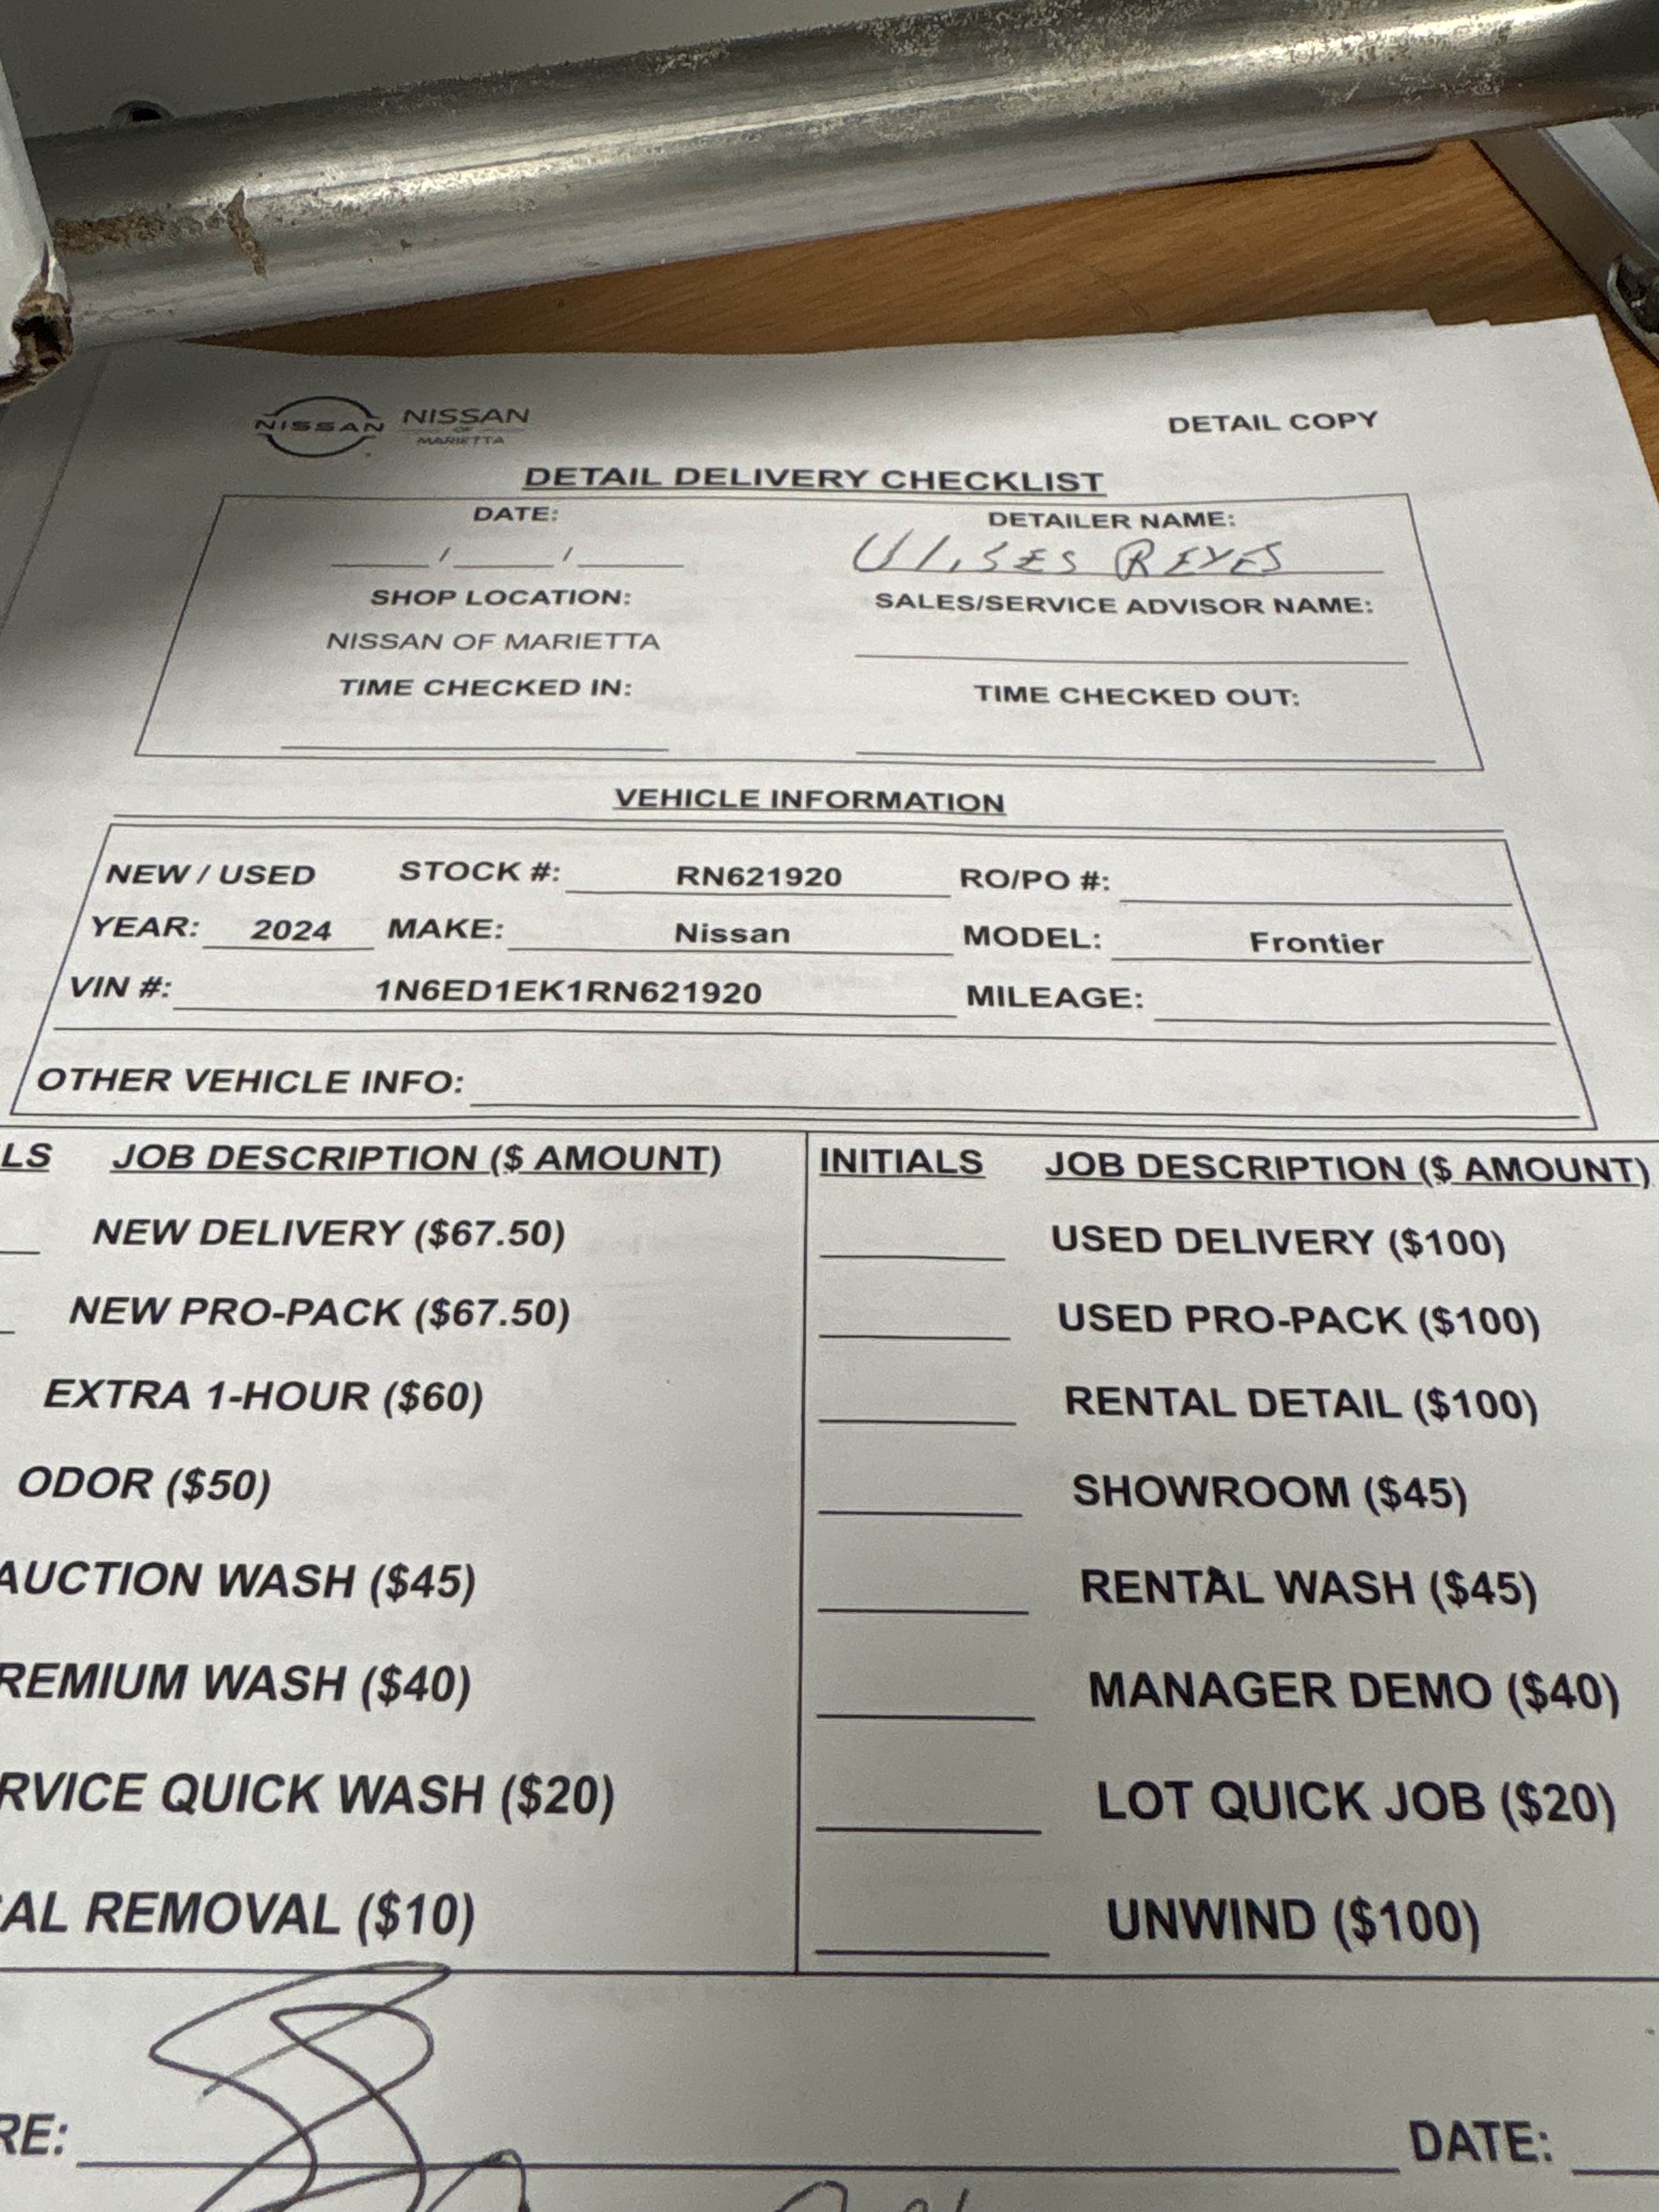 NISSAN NISSAN OF MARIETTA DETAIL COPY
DETAIL DELIVERY CHECKLIST
DATE: DETAILER NAME:
___/___/___ ULISES REYES
SHOP LOCATION: SALES/SERVICE ADVISOR NAME:
NISSAN OF MARIETTA
TIME CHECKED IN: TIME CHECKED OUT:
VEHICLE INFORMATION
NEW / USED STOCK #: RN621920 RO/PO #:
YEAR: 2024 MAKE: Nissan MODEL: Frontier
VIN #: 1N6ED1EK1RN621920 MILEAGE:
OTHER VEHICLE INFO:
LS JOB DESCRIPTION ($ AMOUNT) INITIALS JOB DESCRIPTION ($ AMOUNT)
NEW DELIVERY ($67.50) USED DELIVERY ($100)
NEW PRO-PACK ($67.50) USED PRO-PACK ($100)
EXTRA 1-HOUR ($60) RENTAL DETAIL ($100)
ODOR ($50) SHOWROOM ($45)
AUCTION WASH ($45) RENTAL WASH ($45)
REMIUM WASH ($40) MANAGER DEMO ($40)
RVICE QUICK WASH ($20) LOT QUICK JOB ($20)
AL REMOVAL ($10) UNWIND ($100)
RE: DATE: